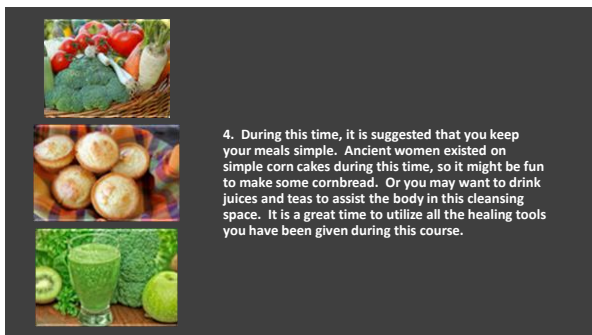 4.  During this time, it is suggested that you keep
your meals simple.  Ancient women existed on
simple corn cakes during this time, so it might be fun
to make some cornbread.  Or you may want to drink
juices and teas to assist the body in this cleansing
space.  It is a great time to utilize all the healing tools
you have been given during this course.